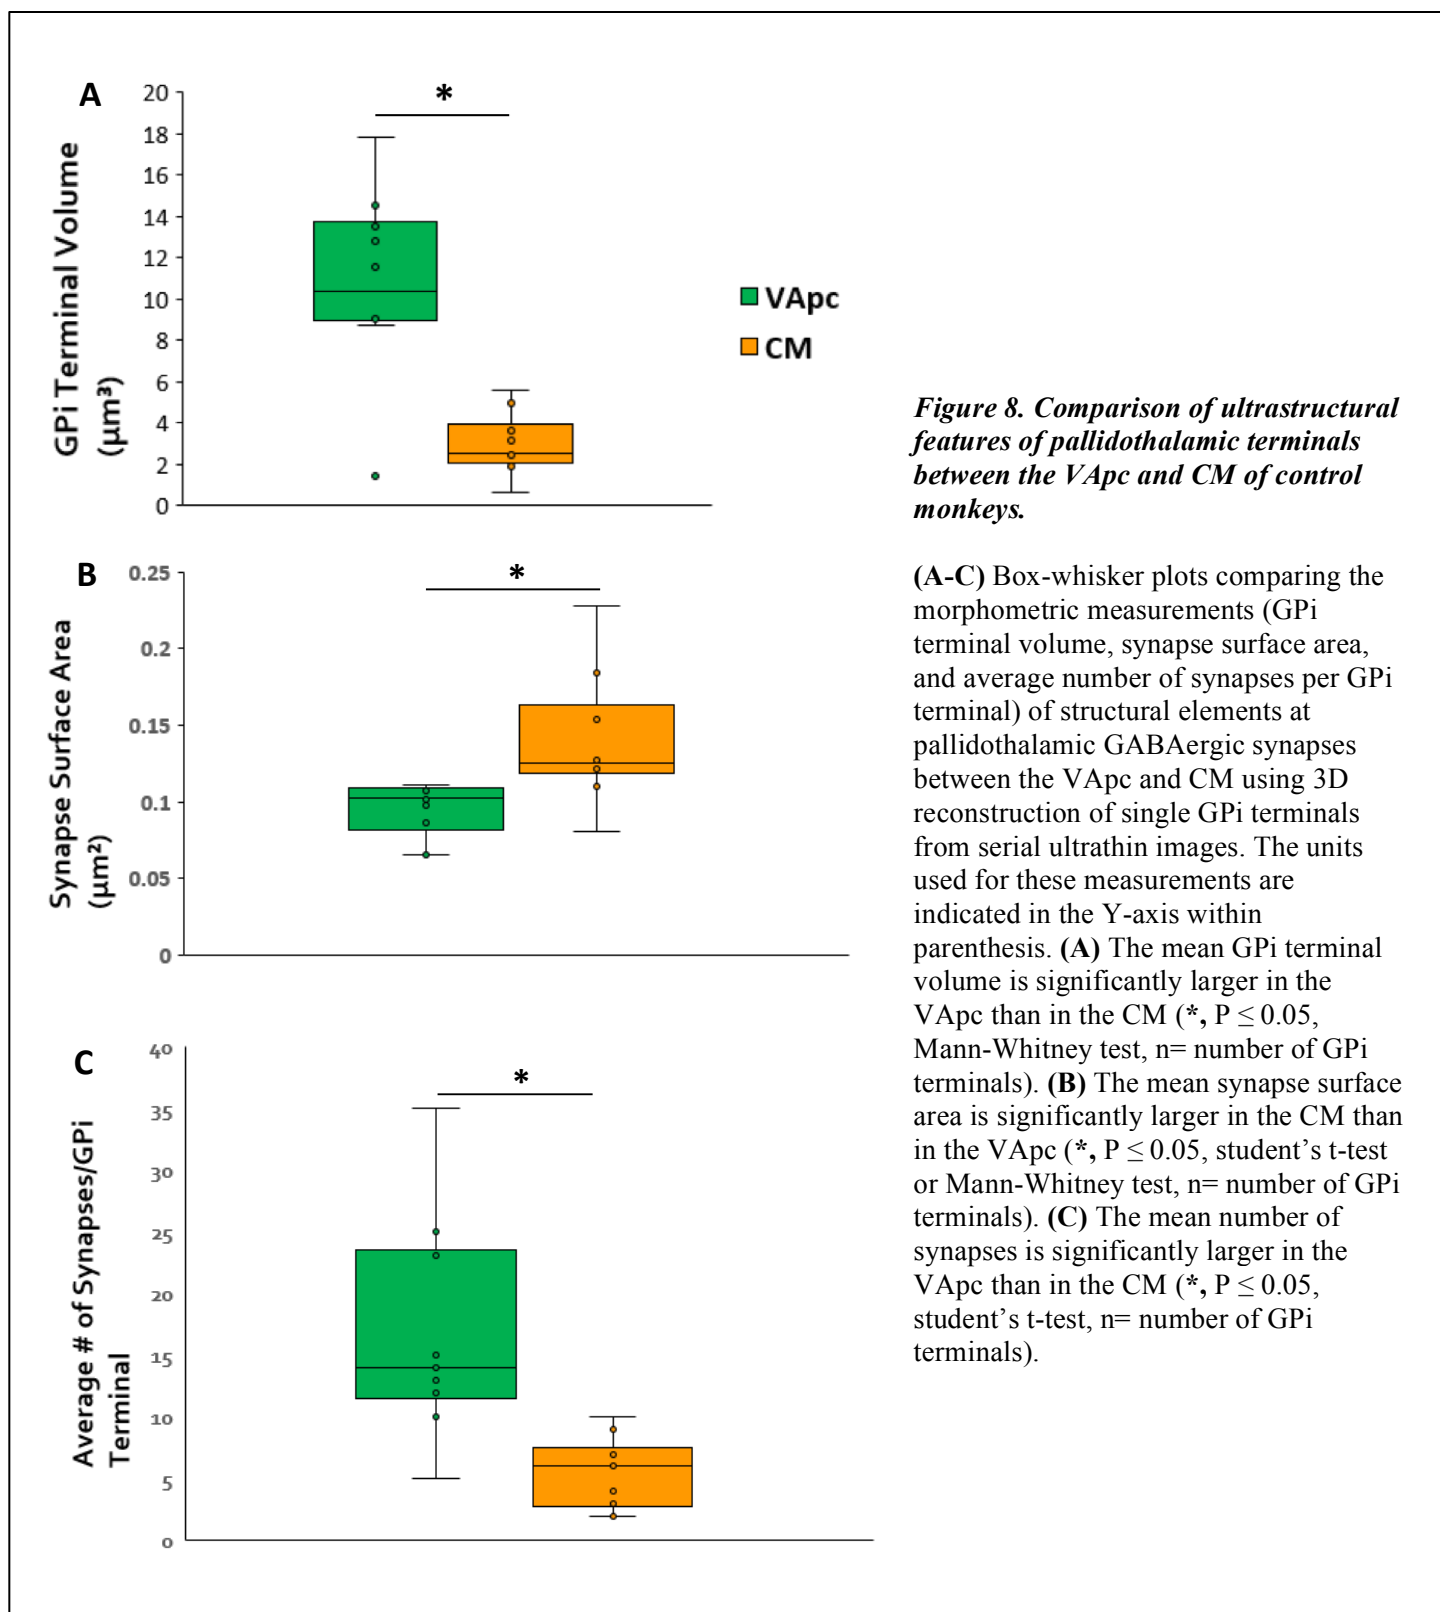 A
*
20
18
16
14
12
10
8
6
4
2
0
GPi Terminal Volume
(µm³)
VApc
CM
B
*
0.25
0.2
0.15
0.1
0.05
0
Synapse Surface Area
(µm²)
C
*
40
35
30
25
20
15
10
5
0
Average # of Synapses/GPi
Terminal
Figure 8. Comparison of ultrastructural
features of pallidothalamic terminals
between the VApc and CM of control
monkeys.
(A-C) Box-whisker plots comparing the
morphometric measurements (GPi
terminal volume, synapse surface area,
and average number of synapses per GPi
terminal) of structural elements at
pallidothalamic GABAergic synapses
between the VApc and CM using 3D
reconstruction of single GPi terminals
from serial ultrathin images. The units
used for these measurements are
indicated in the Y-axis within
parenthesis. (A) The mean GPi terminal
volume is significantly larger in the
VApc than in the CM (*, P ≤ 0.05,
Mann-Whitney test, n= number of GPi
terminals). (B) The mean synapse surface
area is significantly larger in the CM than
in the VApc (*, P ≤ 0.05, student’s t-test
or Mann-Whitney test, n= number of GPi
terminals). (C) The mean number of
synapses is significantly larger in the
VApc than in the CM (*, P ≤ 0.05,
student’s t-test, n= number of GPi
terminals).